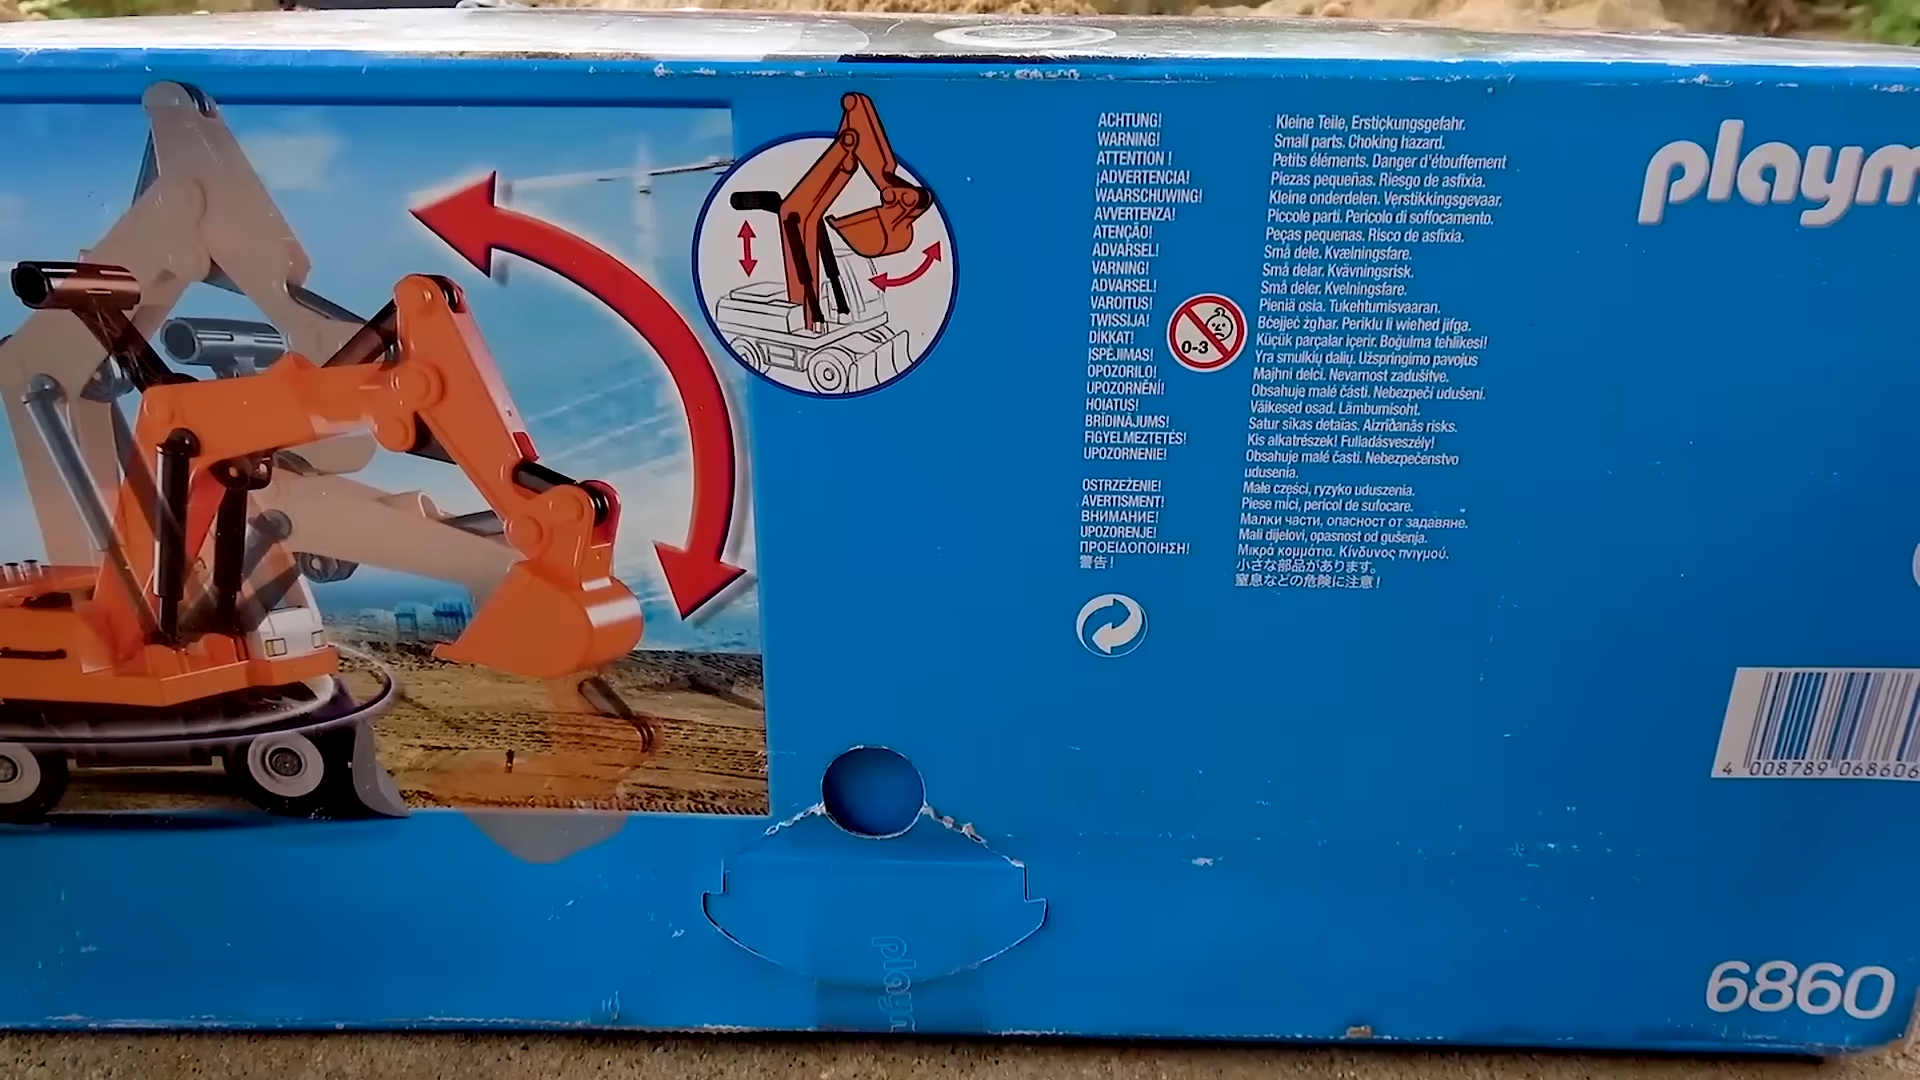 ACHTUNG! Kleine Teile, Erstickungsgefahr.
WARNING! Small parts. Choking hazard.
ATTENTION ! Petits éléments. Danger d'étouffement
¡ADVERTENCIA! Piezas pequeñas. Riesgo de asfixia.
WAARSCHUWING! Kleine onderdelen. Verstikkingsgevaar.
AVVERTENZA! Piccole parti. Pericolo di soffocamento.
ATENÇÃO! Peças pequenas. Risco de asfixia.
ADVARSEL! Små dele. Kvælningsfare.
VARNING! Små delar. Kvävningsrisk.
ADVARSEL! Små deler. Kvelningsfare.
VAROITUS! Pieniä osia. Tukehtumisvaaran.
TWISSIJA! Bċejjeċ żgħar. Periklu li wieħed jifga.
DİKKAT! Küçük parçalar içerir. Boğulma tehlikesi!
ĮSPĖJIMAS! Yra smulkių dalių. Užspringimo pavojus
OPOZORILO! Majhni delci. Nevarnost zadušitve.
UPOZORNĚNÍ! Obsahuje malé části. Nebezpečí udušení.
HOIATUS! Väikesed osad. Lämbumisoht.
BRĪDINĀJUMS! Satur sīkas detaļas. Aizrīšanās risks.
FIGYELMEZTETÉS! Kis alkatrészek! Fulladásveszély!
UPOZORNENIE! Obsahuje malé časti. Nebezpečenstvo
udusenia.
OSTRZEŻENIE! Małe części, ryzyko uduszenia.
AVERTISMENT! Piese mici, pericol de sufocare.
ВНИМАНИЕ! Малки части, опасност от задавяне.
UPOZORENJE! Mali dijelovi, opasnost od gušenja.
ΠΡΟΕΙΔΟΠΟΙΗΣΗ! Μικρά κομμάτια. Κίνδυνος πνιγμού.
警告! 小さな部品があります。
窒息などの危険に注意!
0-3
playm
4 008789 068606
playm
6860